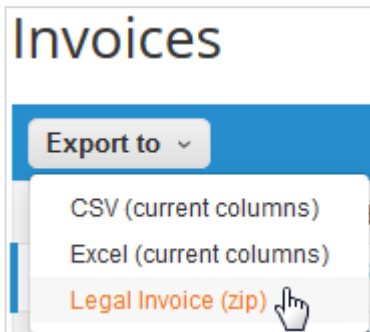 Invoices
Export to
CSV (current columns)
Excel (current columns)
Legal Invoice (zip)